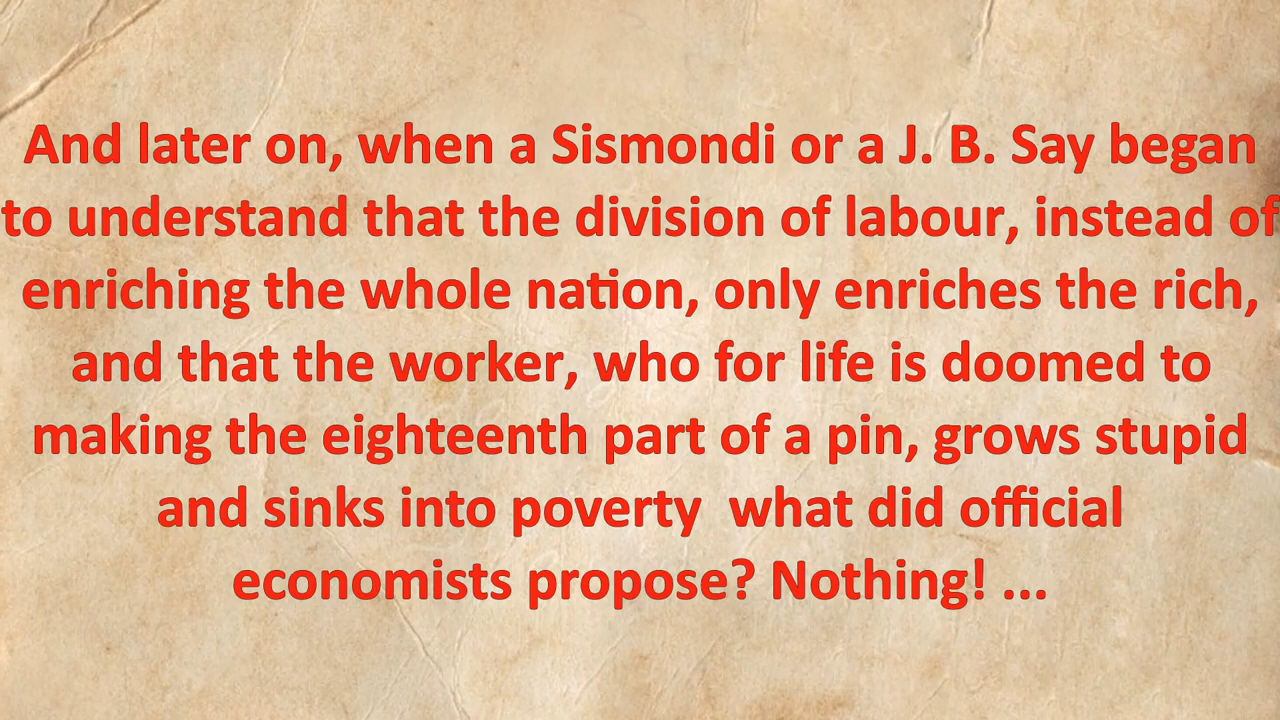 And later on, when a Sismondi or a J. B. Say began
to understand that the division of labour, instead of
enriching the whole nation, only enriches the rich,
and that the worker, who for life is doomed to
making the eighteenth part of a pin, grows stupid
and sinks into poverty  what did official
economists propose? Nothing! ...